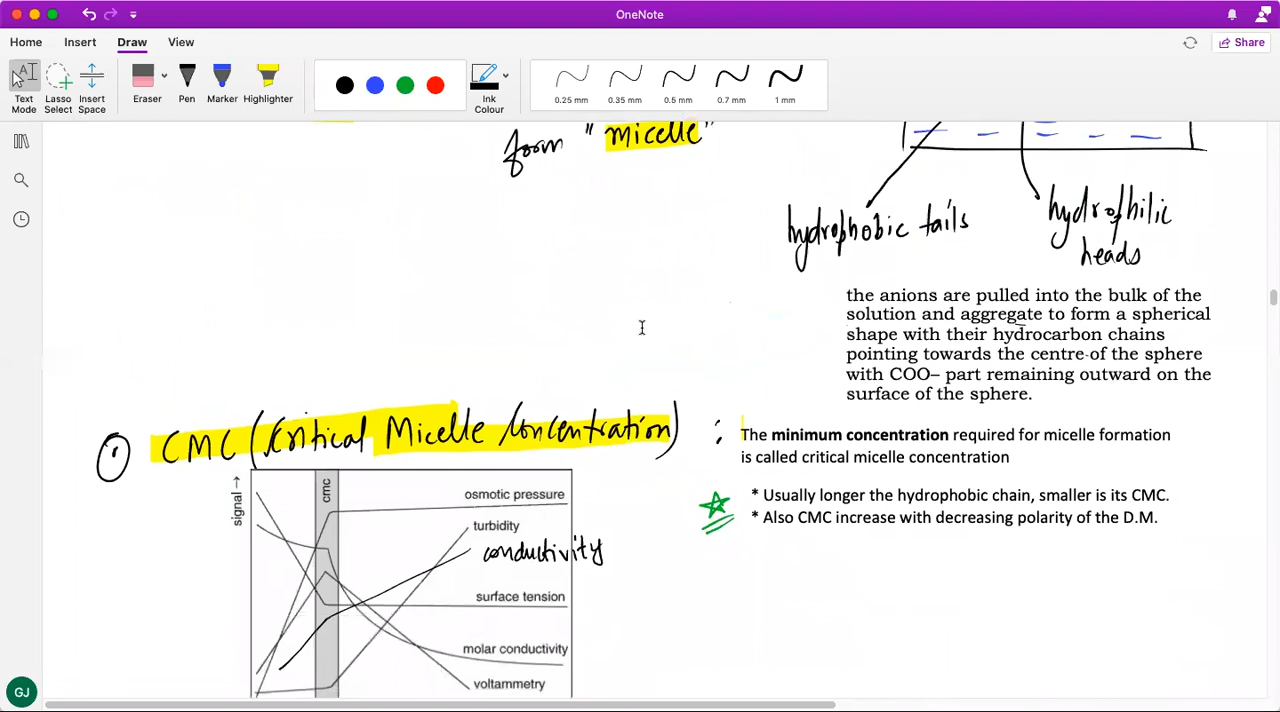 OneNote
Home Insert Draw View
Share
Text Mode
Lasso Select
Insert Space
Eraser
Pen
Marker
Highlighter
Ink Colour
0.25 mm
0.35 mm
0.5 mm
0.7 mm
1 mm
form "micelle"
hydrophobic tails
hydrophilic heads
the anions are pulled into the bulk of the
solution and aggregate to form a spherical
shape with their hydrocarbon chains
pointing towards the centre of the sphere
with COO– part remaining outward on the
surface of the sphere.
CMC (Critical Micelle Concentration) :
The minimum concentration required for micelle formation
is called critical micelle concentration
* Usually longer the hydrophobic chain, smaller is its CMC.
* Also CMC increase with decreasing polarity of the D.M.
signal →
cmc
osmotic pressure
turbidity
conductivity
surface tension
molar conductivity
voltammetry
GJ